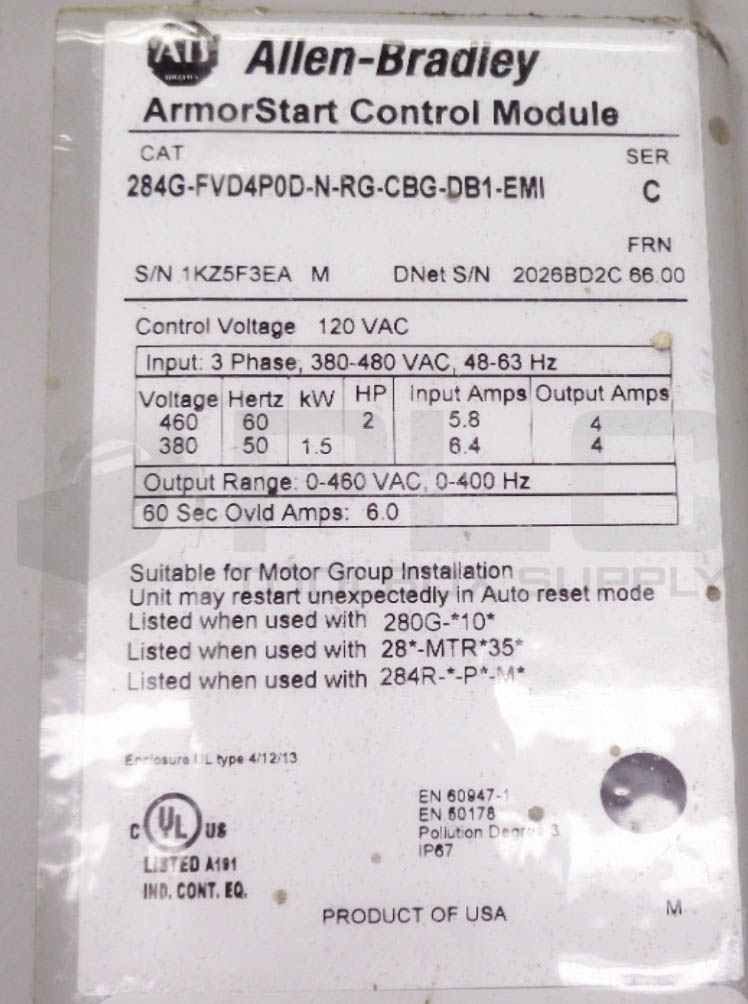 AB
Allen-Bradley
ArmorStart Control Module
CAT SER
284G-FVD4P0D-N-RG-CBG-DB1-EMI C
FRN
S/N 1KZ5F3EA M DNet S/N 2026BD2C 66.00
Control Voltage 120 VAC
Input: 3 Phase, 380-480 VAC, 48-63 Hz
Voltage Hertz kW HP Input Amps Output Amps
460 60 2 5.8 4
380 50 1.5 6.4 4
Output Range: 0-460 VAC, 0-400 Hz
60 Sec Ovld Amps: 6.0
Suitable for Motor Group Installation
Unit may restart unexpectedly in Auto reset mode
Listed when used with 280G-*10*
Listed when used with 28*-MTR*35*
Listed when used with 284R-*-P*-M*
Enclosure UL type 4/12/13
C UL US
LISTED A191
IND. CONT. EQ.
EN 60947-1
EN 50178
Pollution Degree 3
IP67
PRODUCT OF USA M
PLC
SUPPLY